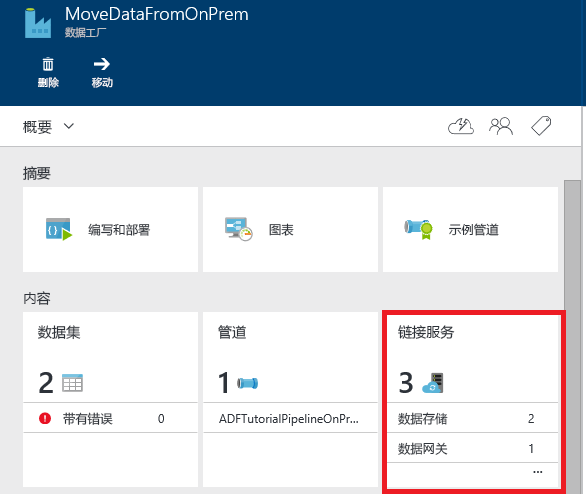 MoveDataFromOnPrem
数据工厂
删除 移动
概要
摘要
编写和部署 图表 示例管道
内容
数据集 管道 链接服务
2 1 3
带有错误 0 ADFTutorialPipelineOnPr... 数据存储 2
数据网关 1
...